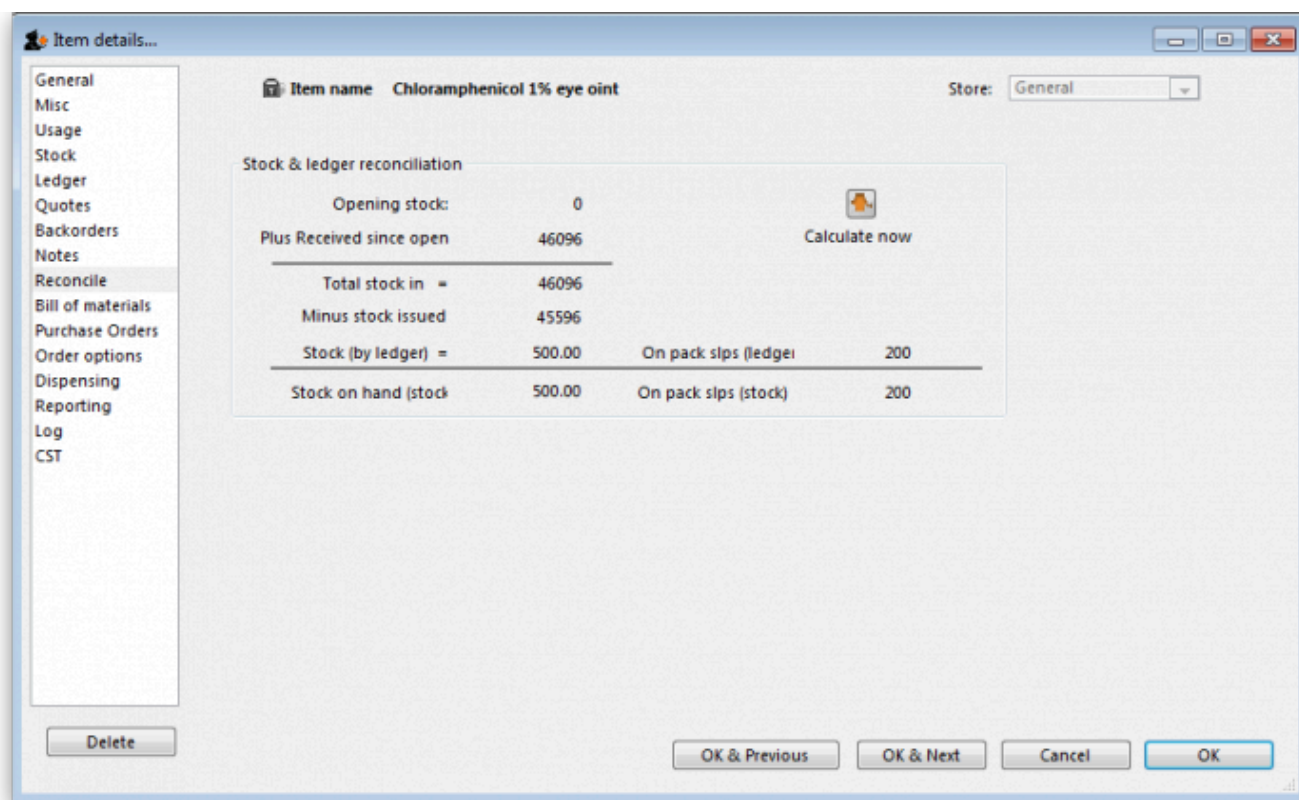 Item details...
General
Misc
Usage
Stock
Ledger
Quotes
Backorders
Notes
Reconcile
Bill of materials
Purchase Orders
Order options
Dispensing
Reporting
Log
CST
Delete
Item name Chloramphenicol 1% eye oint Store: General
Stock & ledger reconciliation
Opening stock: 0
Plus Received since open 46096 Calculate now
Total stock in = 46096
Minus stock issued 45596
Stock (by ledger) = 500.00 On pack slps (ledger 200
Stock on hand (stock 500.00 On pack slps (stock) 200
OK & Previous OK & Next Cancel OK